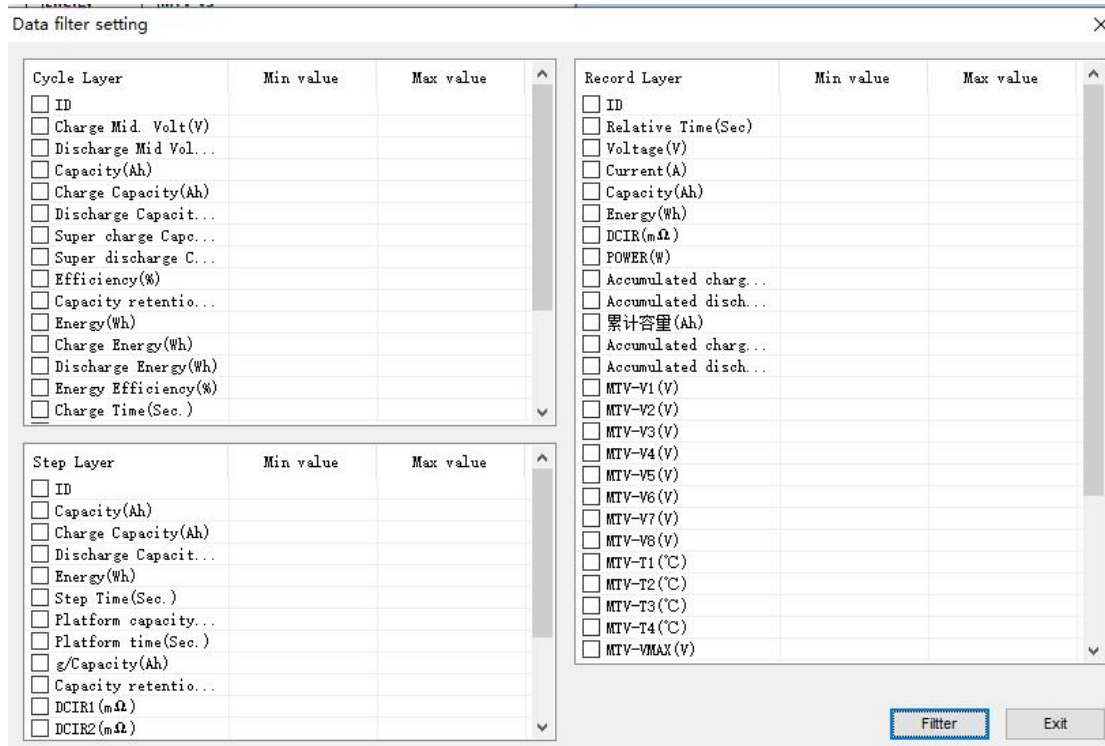 Data filter setting
Cycle Layer Min value Max value
ID
Charge Mid. Volt(V)
Discharge Mid Vol...
Capacity(Ah)
Charge Capacity(Ah)
Discharge Capacit...
Super charge Capc...
Super discharge C...
Efficiency(%)
Capacity retentio...
Energy(Wh)
Charge Energy(Wh)
Discharge Energy(Wh)
Energy Efficiency(%)
Charge Time(Sec.)
Step Layer Min value Max value
ID
Capacity(Ah)
Charge Capacity(Ah)
Discharge Capacit...
Energy(Wh)
Step Time(Sec.)
Platform capacity...
Platform time(Sec.)
g/Capacity(Ah)
Capacity retentio...
DCIR1(mΩ)
DCIR2(mΩ)
Record Layer Min value Max value
ID
Relative Time(Sec)
Voltage(V)
Current(A)
Capacity(Ah)
Energy(Wh)
DCIR(mΩ)
POWER(W)
Accumulated charg...
Accumulated disch...
累计容量(Ah)
Accumulated charg...
Accumulated disch...
MTV-V1(V)
MTV-V2(V)
MTV-V3(V)
MTV-V4(V)
MTV-V5(V)
MTV-V6(V)
MTV-V7(V)
MTV-V8(V)
MTV-T1(℃)
MTV-T2(℃)
MTV-T3(℃)
MTV-T4(℃)
MTV-VMAX(V)
Filtter Exit